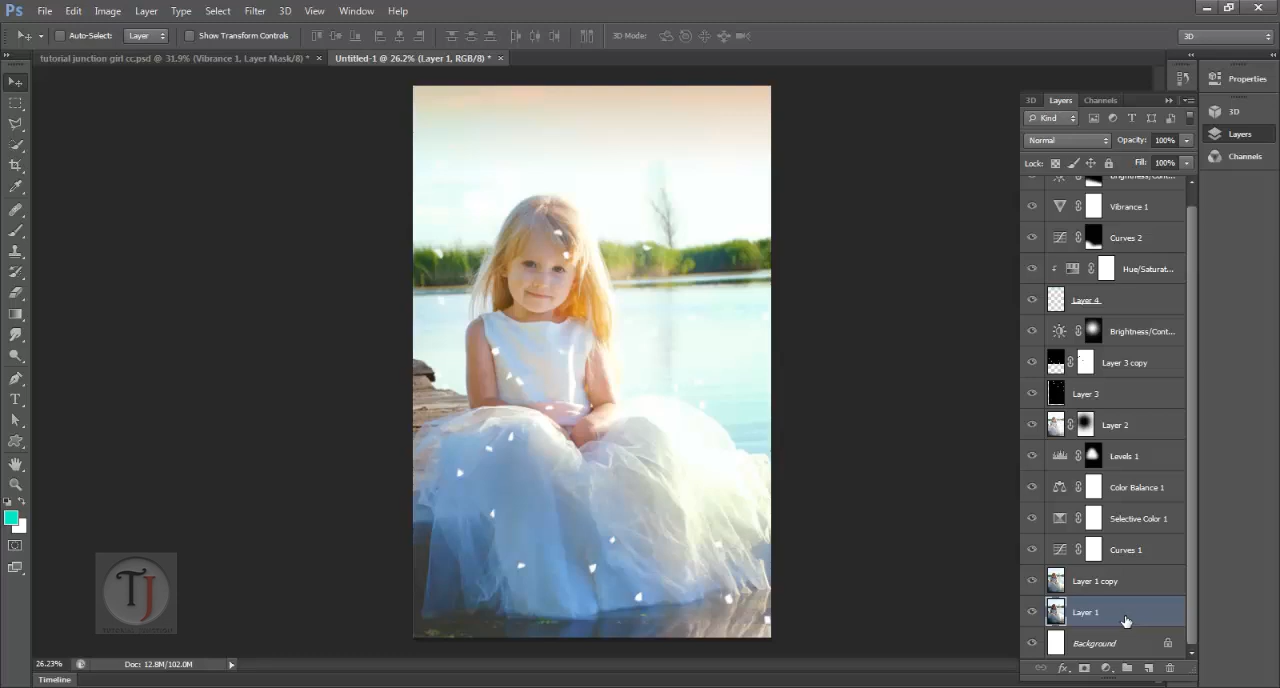 Ps File Edit Image Layer Type Select Filter 3D View Window Help
Auto-Select: Layer Show Transform Controls 3D Mode: 3D
tutorial junction girl cc.psd @ 31.9% (Vibrance 1, Layer Mask/8) * × Untitled-1 @ 26.2% (Layer 1, RGB/8) * ×
Properties
3D Layers Channels
3D
Kind
Layers
Normal Opacity: 100%
Channels
Lock: Fill: 100%
Brightness/Cont...
Vibrance 1
Curves 2
Hue/Saturat...
Layer 4
Brightness/Cont...
Layer 3 copy
Layer 3
Layer 2
Levels 1
Color Balance 1
Selective Color 1
Curves 1
Layer 1 copy
Layer 1
Background
TJ
26.23% Doc: 12.8M/102.0M
Timeline